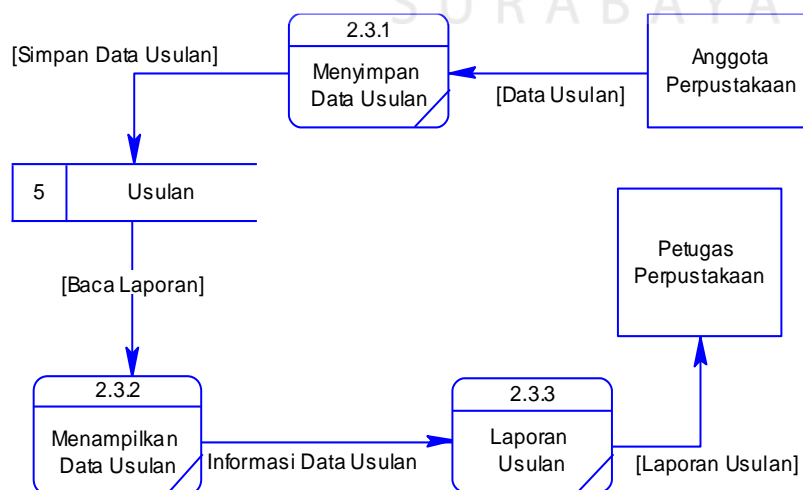 SURABAYA
2.3.1
[Simpan Data Usulan]
Menyimpan
Data Usulan
[Data Usulan]
Anggota
Perpustakaan
5
Usulan
Petugas
Perpustakaan
[Baca Laporan]
2.3.2
Menampilkan
Data Usulan
Informasi Data Usulan
2.3.3
Laporan
Usulan
[Laporan Usulan]